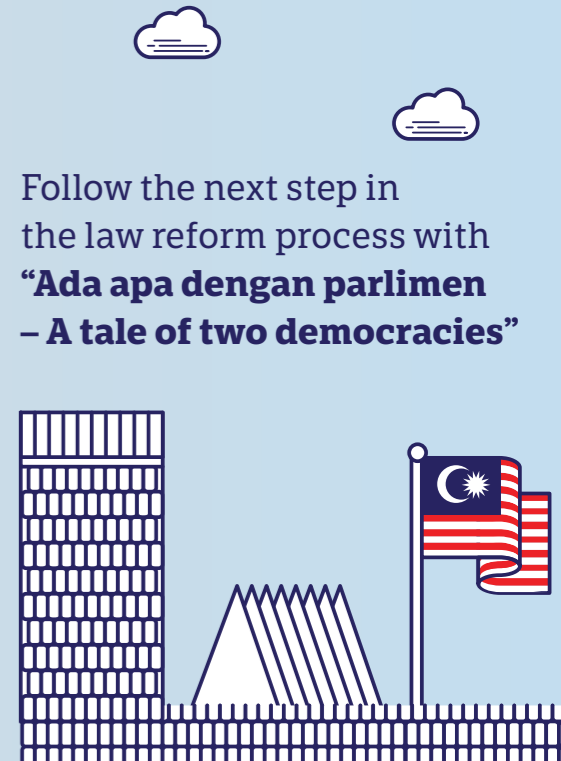 Follow the next step in
the law reform process with
“Ada apa dengan parlimen
– A tale of two democracies”